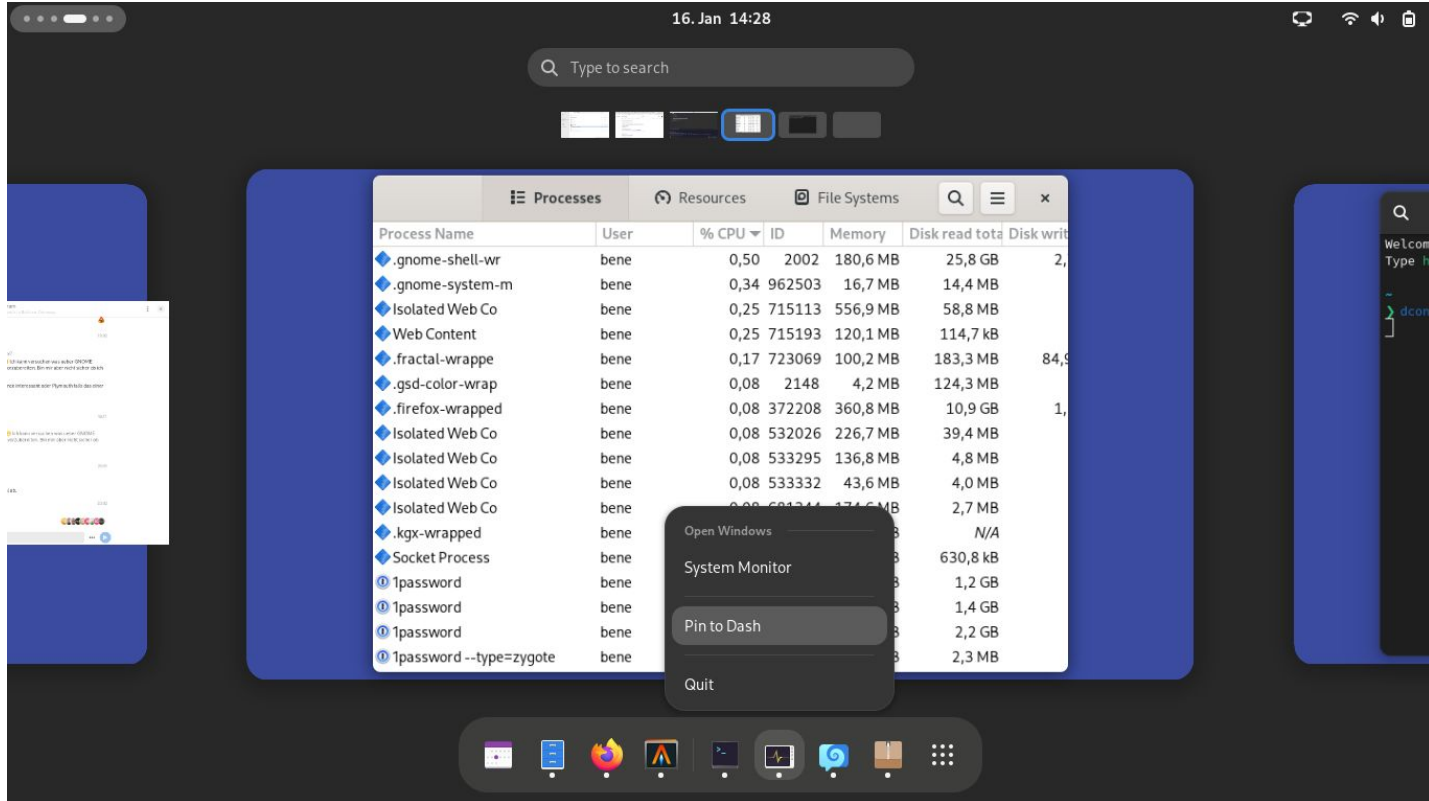 16. Jan 14:28
Type to search
Processes Resources File Systems
Process Name User % CPU ID Memory Disk read tota Disk writ
.gnome-shell-wr bene 0,50 2002 180,6 MB 25,8 GB 2,
.gnome-system-m bene 0,34 962503 16,7 MB 14,4 MB
Isolated Web Co bene 0,25 715113 556,9 MB 58,8 MB
Web Content bene 0,25 715193 120,1 MB 114,7 kB
.fractal-wrappe bene 0,17 723069 100,2 MB 183,3 MB 84,9
.gsd-color-wrap bene 0,08 2148 4,2 MB 124,3 MB
.firefox-wrapped bene 0,08 372208 360,8 MB 10,9 GB 1,
Isolated Web Co bene 0,08 532026 226,7 MB 39,4 MB
Isolated Web Co bene 0,08 533295 136,8 MB 4,8 MB
Isolated Web Co bene 0,08 533332 43,6 MB 4,0 MB
Isolated Web Co bene 2,7 MB
.kgx-wrapped bene N/A
Socket Process bene 630,8 kB
1password bene 1,2 GB
1password bene 1,4 GB
1password bene 2,2 GB
1password --type=zygote bene 2,3 MB
Open Windows
System Monitor
Pin to Dash
Quit
Welcom
Type h
~
❯ dcon